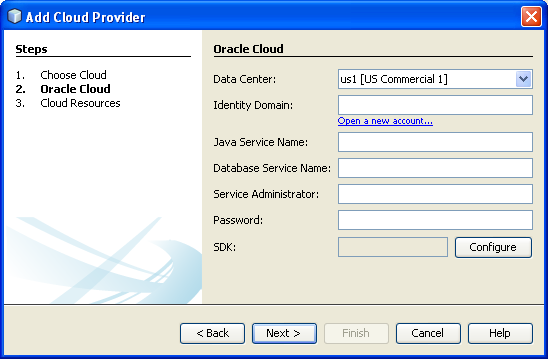 Add Cloud Provider
Steps
1. Choose Cloud
2. Oracle Cloud
3. Cloud Resources
Oracle Cloud
Data Center: us1 [US Commercial 1]
Identity Domain:
Open a new account...
Java Service Name:
Database Service Name:
Service Administrator:
Password:
SDK: Configure
< Back Next > Finish Cancel Help